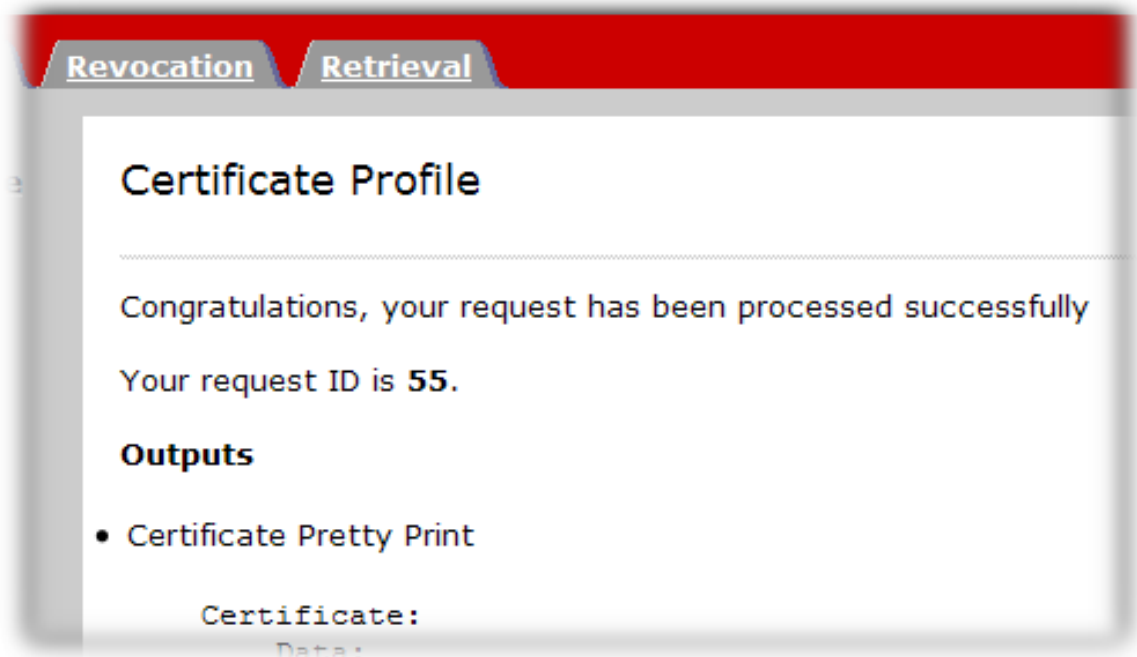 Revocation Retrieval
Certificate Profile
Congratulations, your request has been processed successfully
Your request ID is 55.
Outputs
• Certificate Pretty Print
Certificate:
Data: